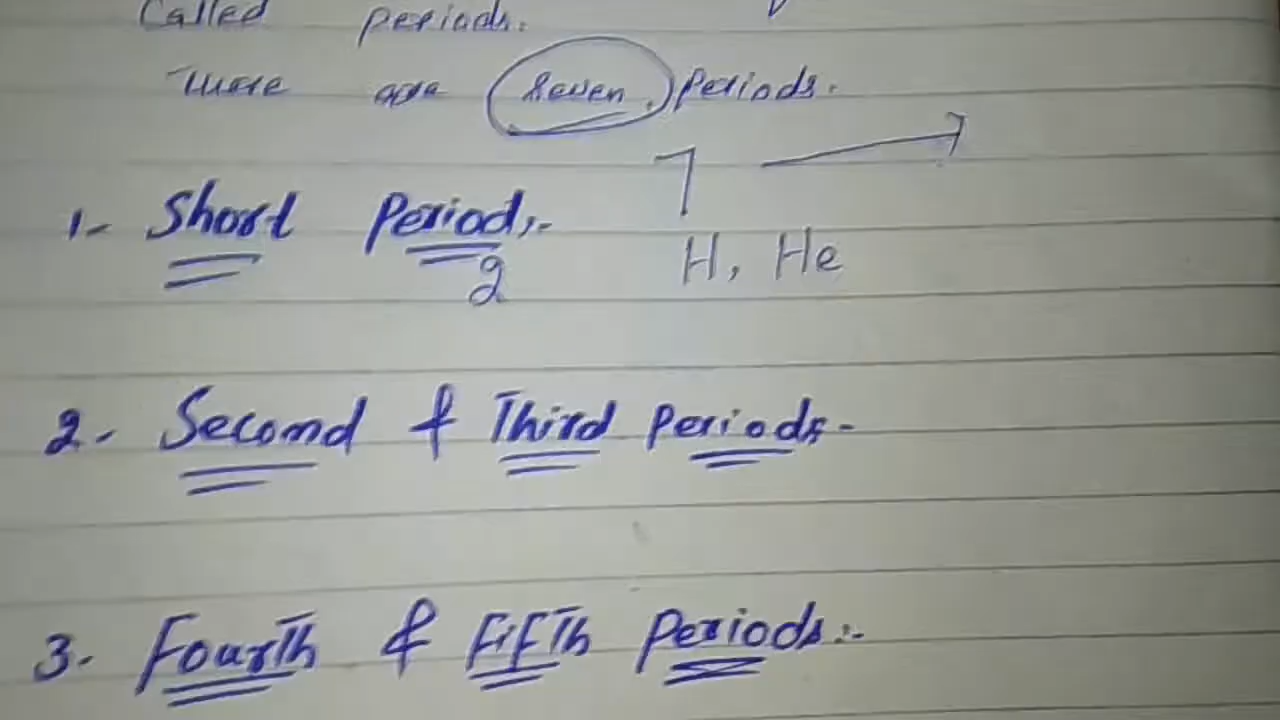 Called periods.
There are Seven. Periods.
7
1- Short Period:-
2
H, He
2- Second & Third Periods-
3- Fourth & Fifth Periods:-